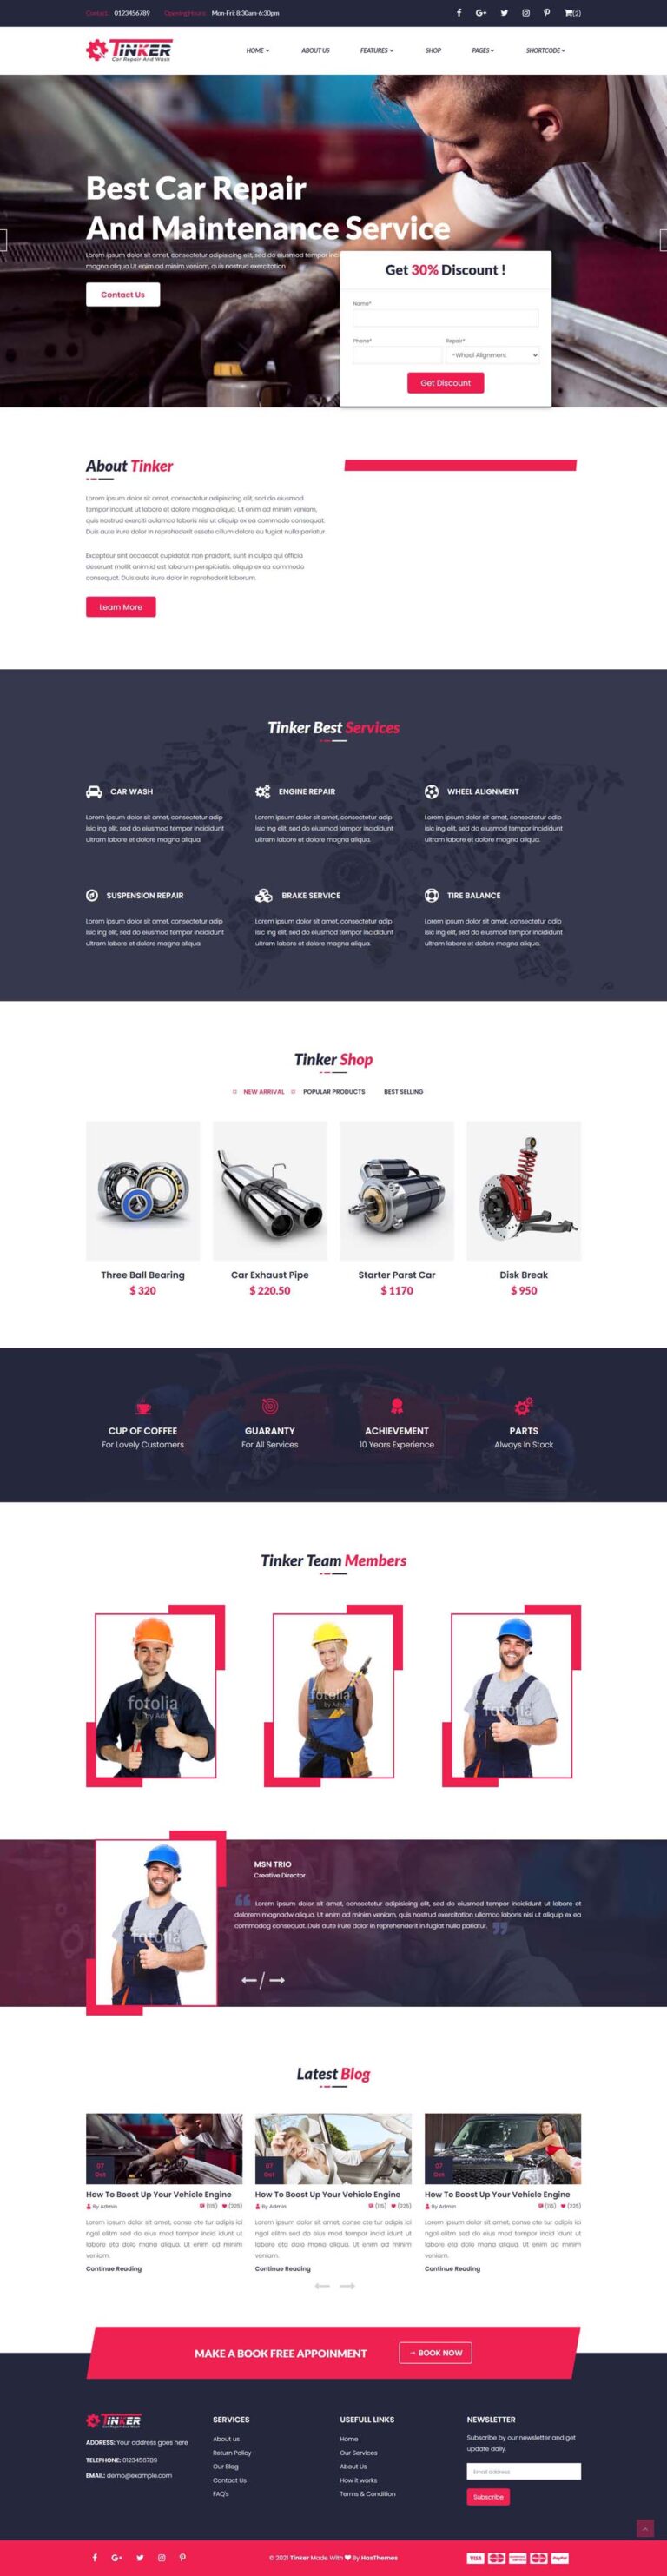 Contact: 0123456789 Opening Hours: Mon-Fri: 8:30am-6:30pm
(2)
TINKER
Car Repair And Wash
HOME ABOUT US FEATURES SHOP PAGES SHORTCODE
Best Car Repair
And Maintenance Service
Lorem ipsum dolor sit amet, consectetur adipisicing elit, sed do eiusmod tempor inci
magna aliqua Ut enim ad minim veniam, quis nostrud exercitation
Contact Us
Get 30% Discount !
Name*
Phone* Repair*
-Wheel Alignment
Get Discount
About Tinker
Lorem ipsum dolor sit amet, consectetur adipisicing elit, sed do eiusmod
tempor incidunt ut labore et dolore magna aliqua. Ut enim ad minim veniam,
quis nostrud exerciti aulamco laboris nisi ut aliquip ex ea commodo consequat.
Duis aute irure dolor in reprehederit essete cillum dolore eu fugiat nulla pariatur.
Excepteur sint occaecat cupidatat non proident, sunt in culpa qui officia
deserunt mollit anim id est laborum perspiciatis. aliquip ex ea commodo
consequat. Duis aute irure dolor in reprehederit laborum.
Learn More
Tinker Best Services
CAR WASH
Lorem ipsum dolor sit amet, consectetur adip
isic ing elit, sed do eiusmod tempor incididunt
ultrom labore et dolore magna aliqua.
ENGINE REPAIR
Lorem ipsum dolor sit amet, consectetur adip
isic ing elit, sed do eiusmod tempor incididunt
ultrom labore et dolore magna aliqua.
WHEEL ALIGNMENT
Lorem ipsum dolor sit amet, consectetur adip
isic ing elit, sed do eiusmod tempor incididunt
ultrom labore et dolore magna aliqua.
SUSPENSION REPAIR
Lorem ipsum dolor sit amet, consectetur adip
isic ing elit, sed do eiusmod tempor incididunt
ultrom labore et dolore magna aliqua.
BRAKE SERVICE
Lorem ipsum dolor sit amet, consectetur adip
isic ing elit, sed do eiusmod tempor incididunt
ultrom labore et dolore magna aliqua.
TIRE BALANCE
Lorem ipsum dolor sit amet, consectetur adip
isic ing elit, sed do eiusmod tempor incididunt
ultrom labore et dolore magna aliqua.
Tinker Shop
NEW ARRIVAL POPULAR PRODUCTS BEST SELLING
Three Ball Bearing
$ 320
Car Exhaust Pipe
$ 220.50
Starter Parst Car
$ 1170
Disk Break
$ 950
CUP OF COFFEE
For Lovely Customers
GUARANTY
For All Services
ACHIEVEMENT
10 Years Experience
PARTS
Always In Stock
Tinker Team Members
fotolia
by Adobe
fotolia
by Adobe
fotolia
MSN TRIO
Creative Director
Lorem ipsum dolor sit amet, consectetur adipisicing elit, sed do eiusmod tempor incididunt ut labore et
dolorem magnadw aliqua. Ut enim ad minim veniam, quis nostrud exercitation ullamco laboris nisi ut aliquip ex ea
commodog consequat. Duis aute irure dolor in reprehenderit in fugiat nulla pariatur.
fotolia
Latest Blog
07
Oct
How To Boost Up Your Vehicle Engine
By Admin (115) (225)
Lorem ipsum dolor sit amet, conse cte tur adipis ici
ngal elitm sed do eius mod tempor incid idunt ut
labore eta dolo mana aliqua. Ut enim ad minim
veniam.
Continue Reading
07
Oct
How To Boost Up Your Vehicle Engine
By Admin (115) (225)
Lorem ipsum dolor sit amet, conse cte tur adipis ici
ngal elitm sed do eius mod tempor incid idunt ut
labore eta dolo mana aliqua. Ut enim ad minim
veniam.
Continue Reading
07
Oct
How To Boost Up Your Vehicle Engine
By Admin (115) (225)
Lorem ipsum dolor sit amet, conse cte tur adipis ici
ngal elitm sed do eius mod tempor incid idunt ut
labore eta dolo mana aliqua. Ut enim ad minim
veniam.
Continue Reading
MAKE A BOOK FREE APPOINMENT
BOOK NOW
TINKER
Car Repair And Wash
ADDRESS: Your address goes here
TELEPHONE: 0123456789
EMAIL: demo@example.com
SERVICES
About us
Return Policy
Our Blog
Contact Us
FAQ's
USEFULL LINKS
Home
Our Services
About Us
How it works
Terms & Condition
NEWSLETTER
Subscribe by our newsletter and get
update daily.
Email address
Subscribe
© 2021 Tinker Made With ❤ By HasThemes
VISA PayPal